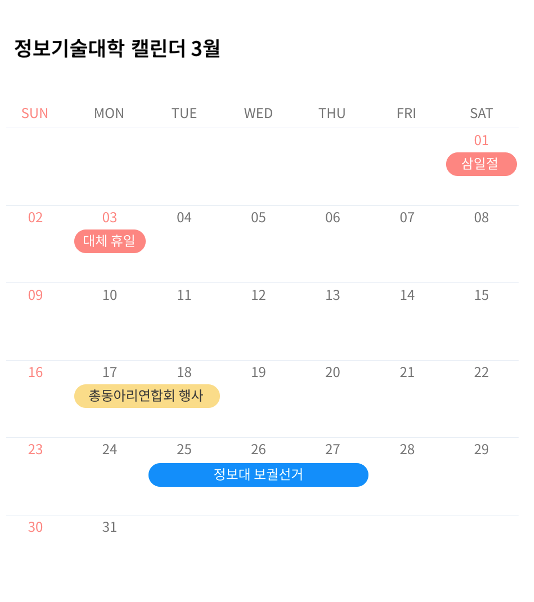 정보기술대학 캘린더 3월
SUN MON TUE WED THU FRI SAT
01
삼일절
02 03 04 05 06 07 08
대체 휴일
09 10 11 12 13 14 15
16 17 18 19 20 21 22
총동아리연합회 행사
23 24 25 26 27 28 29
정보대 보궐선거
30 31